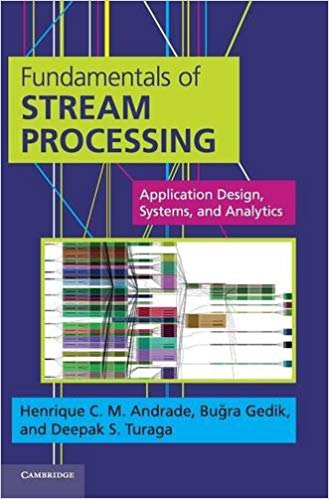 Fundamentals of
STREAM
PROCESSING
Application Design,
Systems, and Analytics
Henrique C. M. Andrade, Buğra Gedik,
and Deepak S. Turaga
CAMBRIDGE